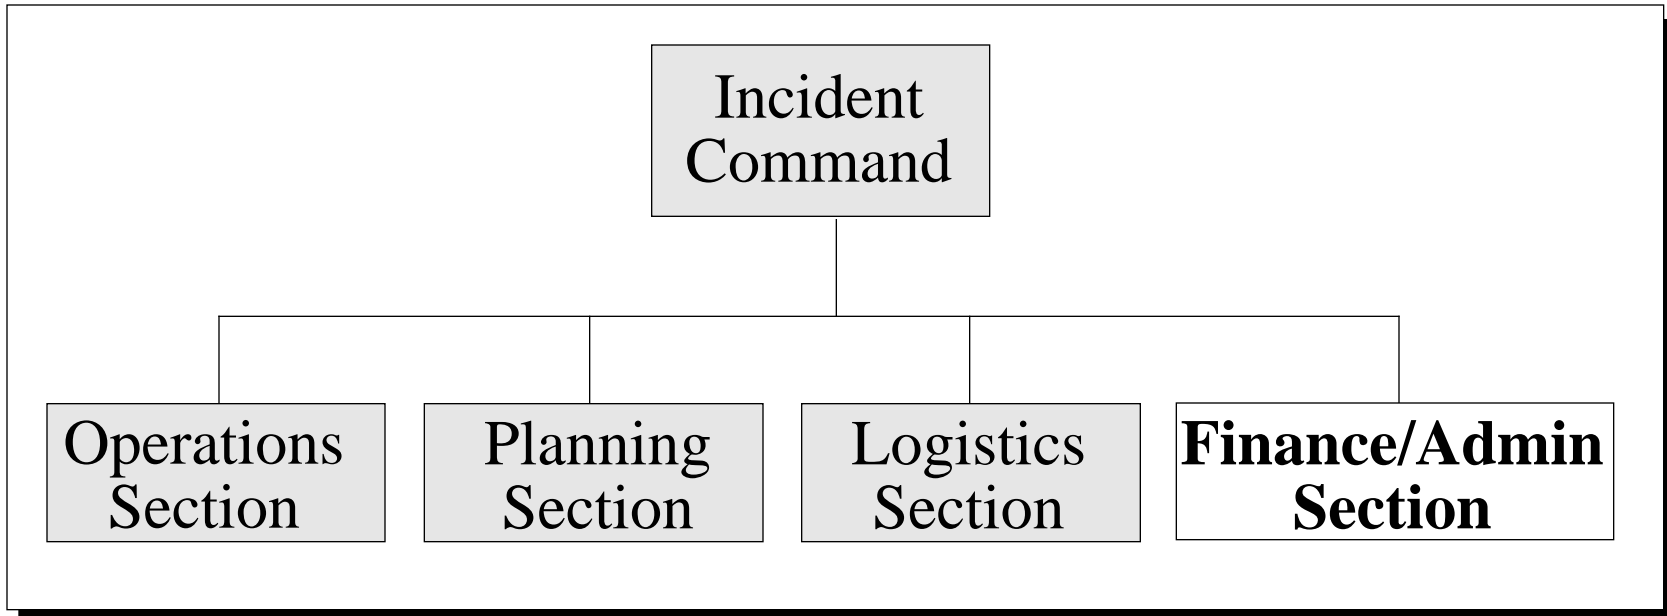 Incident
Command
Operations
Section
Planning
Section
Logistics
Section
Finance/Admin
Section